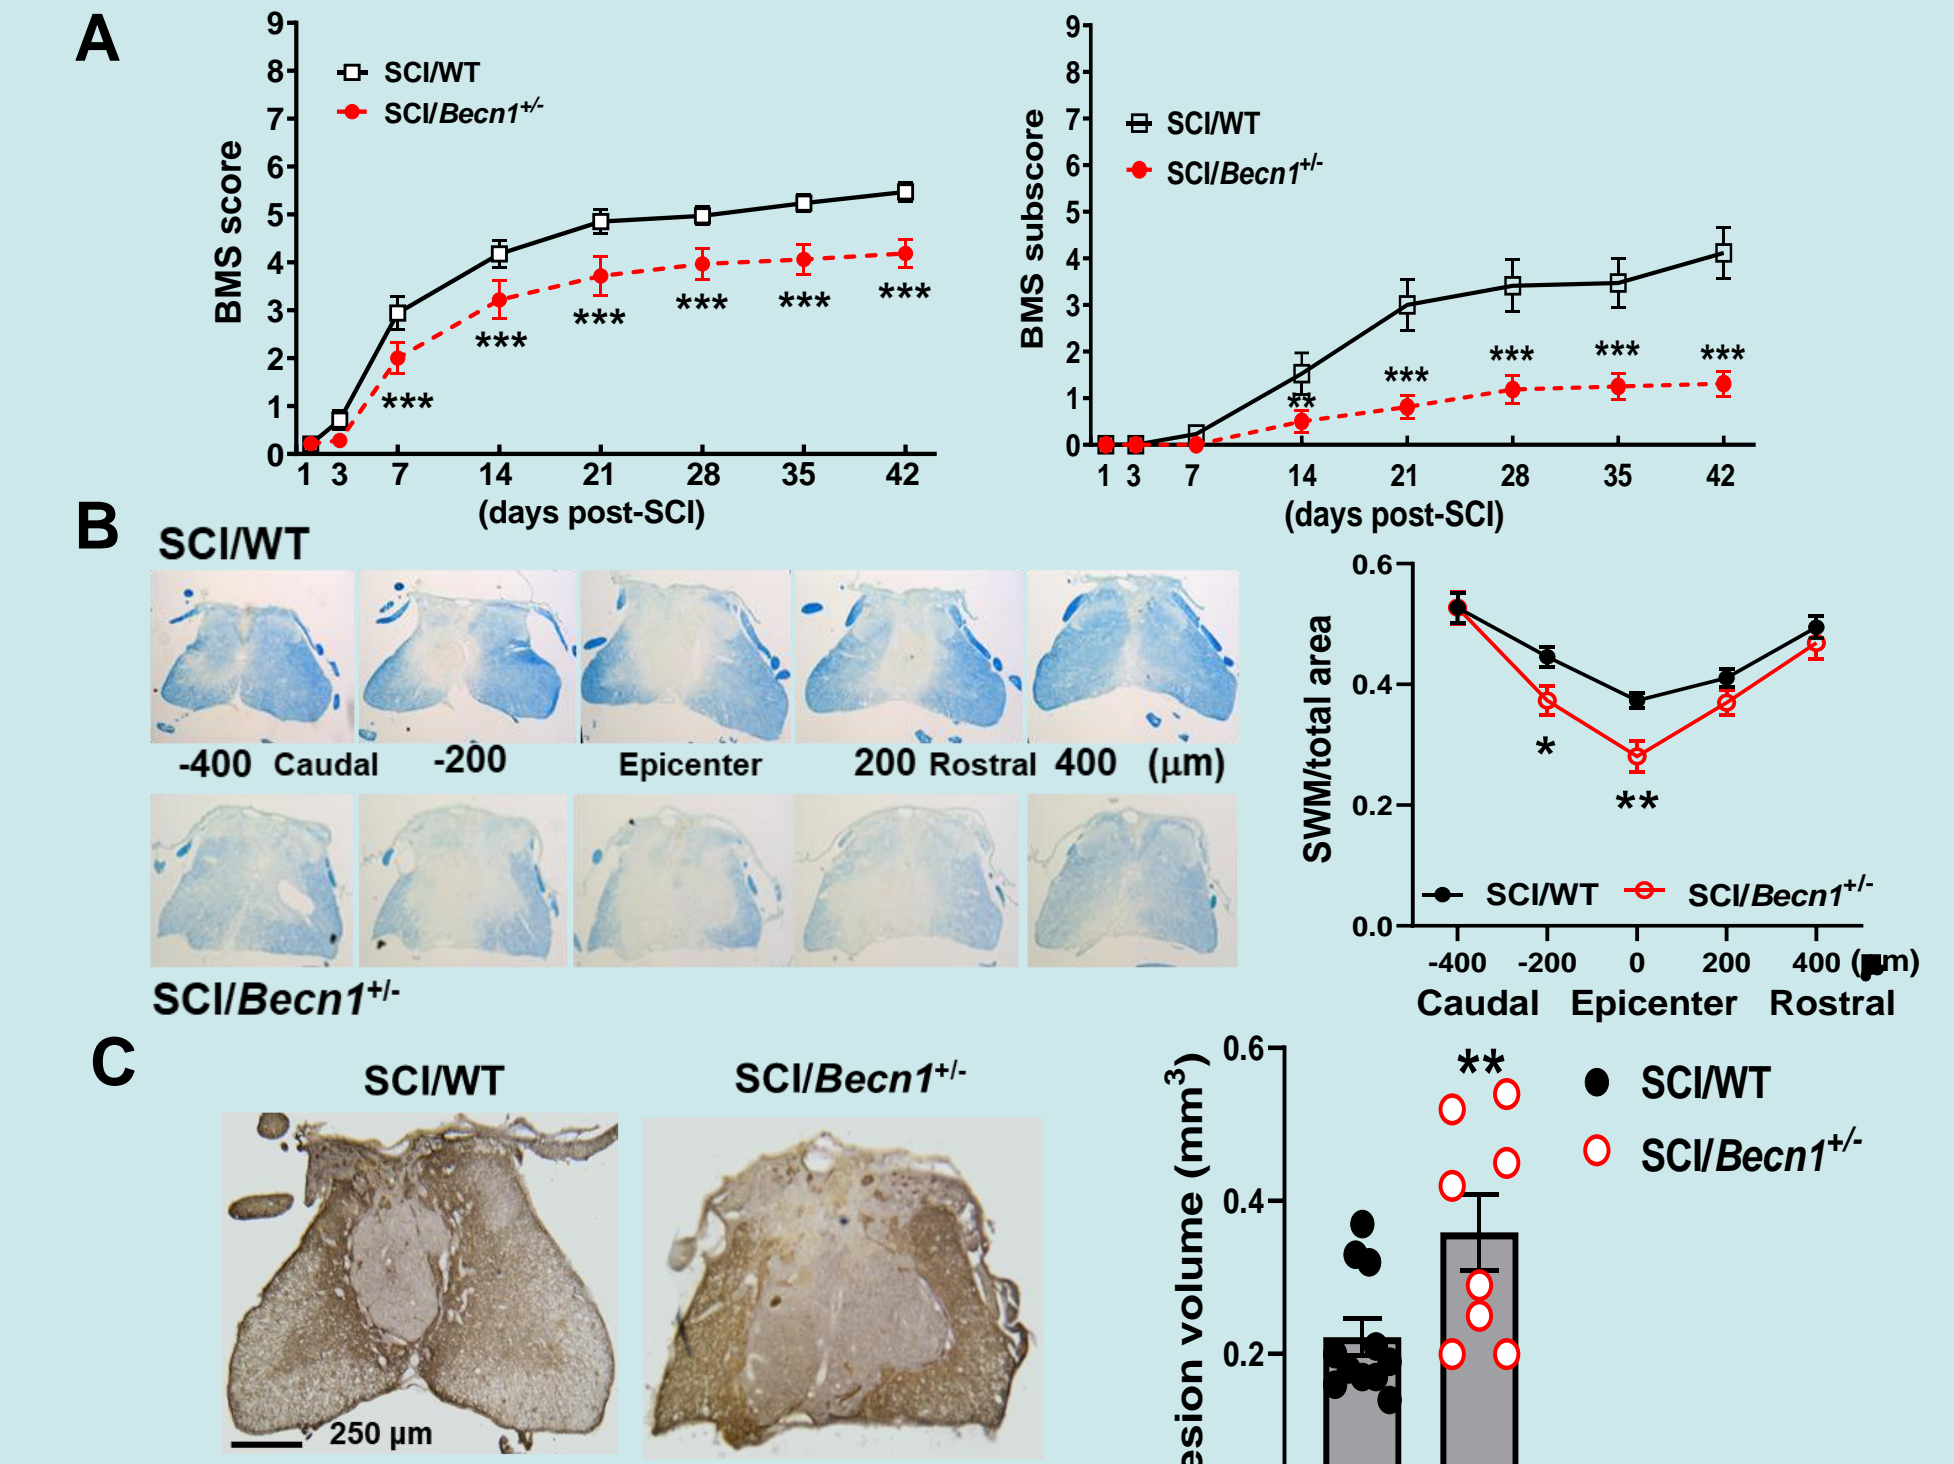 A
9
8
7
6
5
4
3
2
1
0
BMS score
SCI/WT
SCI/Becn1+/-
***
***
***
***
***
***
1 3 7 14 21 28 35 42
(days post-SCI)
9
8
7
6
5
4
3
2
1
0
BMS subscore
SCI/WT
SCI/Becn1+/-
**
***
***
***
***
1 3 7 14 21 28 35 42
(days post-SCI)
B
SCI/WT
-400 Caudal -200 Epicenter 200 Rostral 400 (µm)
SCI/Becn1+/-
0.6
0.4
0.2
0.0
SWM/total area
*
**
SCI/WT SCI/Becn1+/-
-400 -200 0 200 400 (µm)
Caudal Epicenter Rostral
C
SCI/WT
SCI/Becn1+/-
250 µm
esion volume (mm3)
0.6
0.4
0.2
**
SCI/WT
SCI/Becn1+/-